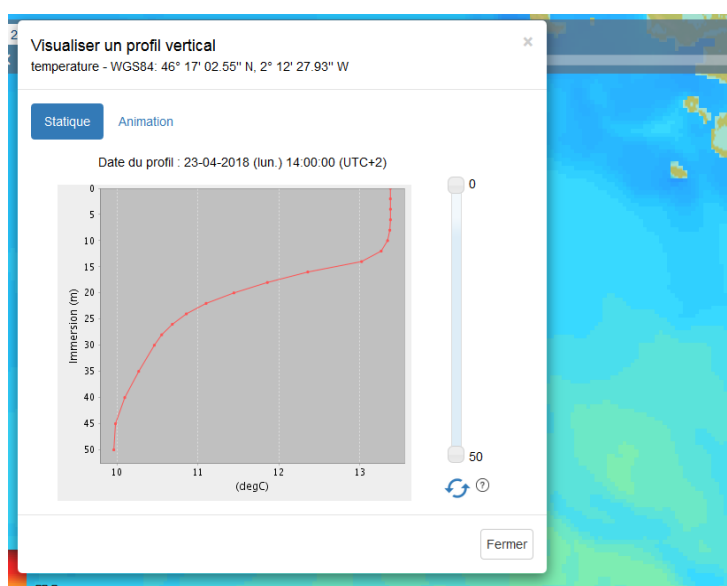 2
Visualiser un profil vertical
×
temperature - WGS84: 46° 17' 02.55" N, 2° 12' 27.93" W
Statique
Animation
Date du profil : 23-04-2018 (lun.) 14:00:00 (UTC+2)
0
5
10
15
20
25
30
35
40
45
50
Immersion (m)
10
11
12
13
(degC)
0
50
?
Fermer